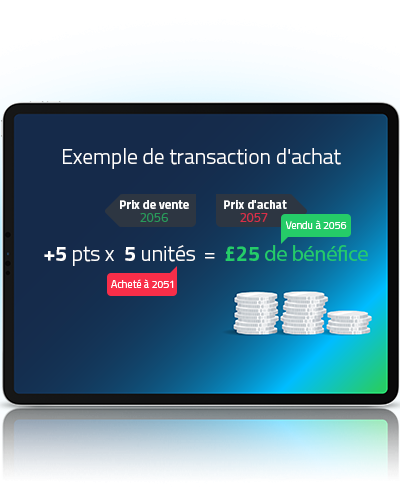 Exemple de transaction d'achat
Prix de vente
2056
Prix d'achat
2057
Vendu à 2056
+5 pts x 5 unités = £25 de bénéfice
Acheté à 2051